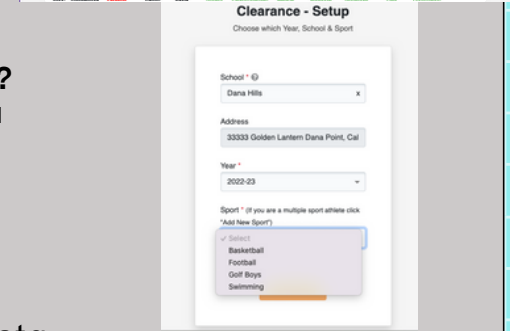 Clearance - Setup
Choose which Year, School & Sport
?
School *
Dana Hills x
Address
33333 Golden Lantern Dana Point, Cal
Year *
2022-23
Sport * (If you are a multiple sport athlete click
"Add New Sport")
✓ Select
Basketball
Football
Golf Boys
Swimming